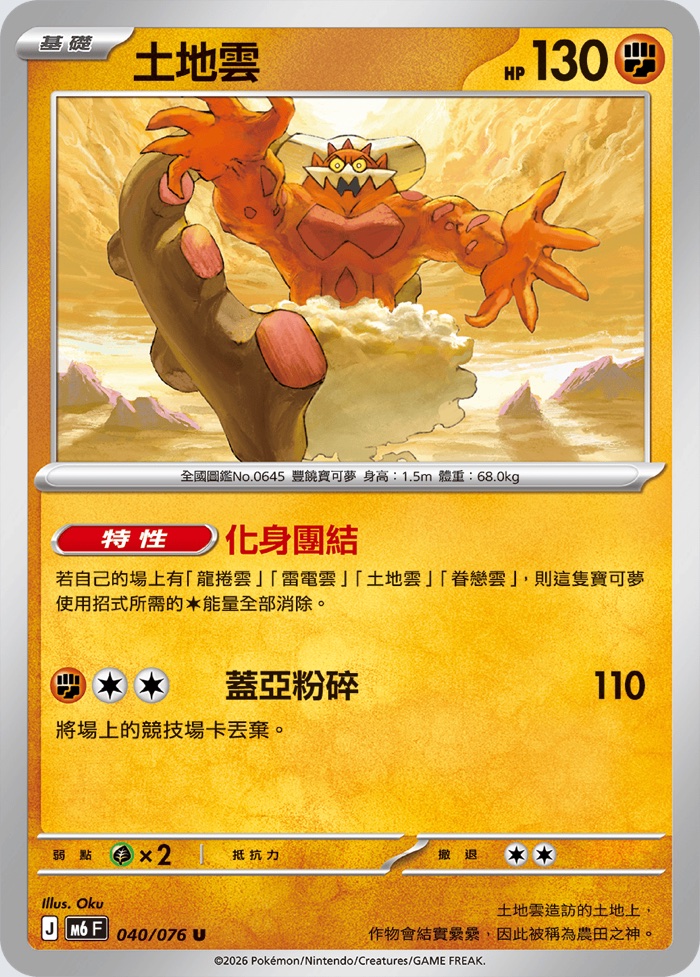 基礎
土地雲
HP 130
全國圖鑑No.0645 豐饒寶可夢 身高：1.5m 體重：68.0kg
特性 化身團結
若自己的場上有「龍捲雲」「雷電雲」「土地雲」「眷戀雲」，則這隻寶可夢
使用招式所需的能量全部消除。
蓋亞粉碎 110
將場上的競技場卡丟棄。
弱點 ×2 抵抗力 撤退
Illus. Oku
土地雲造訪的土地上，
J M6 F 040/076 U
作物會結實纍纍，因此被稱為農田之神。
©2026 Pokémon/Nintendo/Creatures/GAME FREAK.